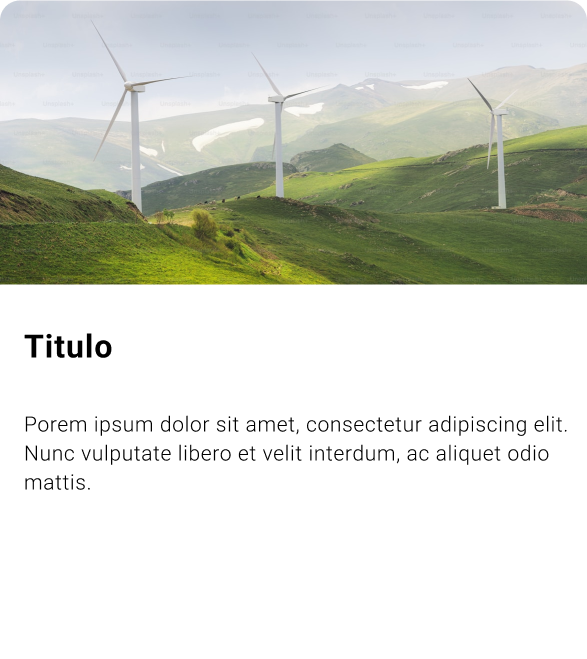 Titulo
Porem ipsum dolor sit amet, consectetur adipiscing elit.
Nunc vulputate libero et velit interdum, ac aliquet odio
mattis.